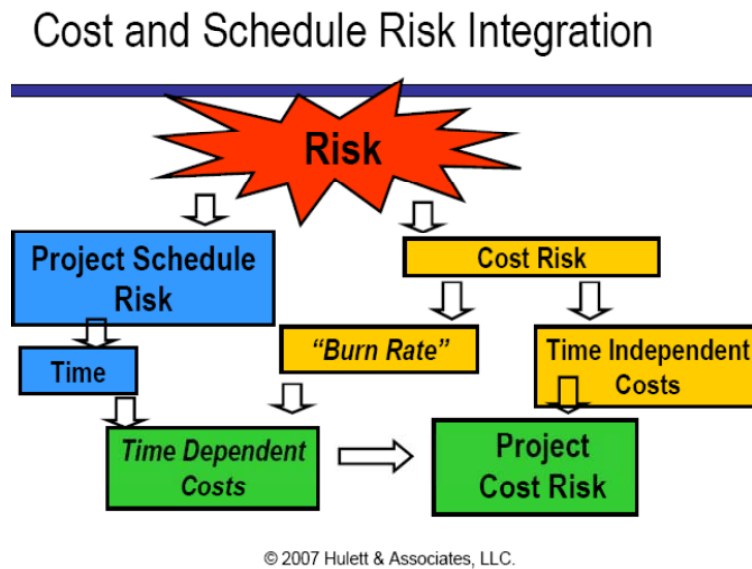 Cost and Schedule Risk Integration
Risk
Project Schedule
Risk
Cost Risk
Time
“Burn Rate”
Time Independent
Costs
Time Dependent
Costs
Project
Cost Risk
© 2007 Hulett & Associates, LLC.